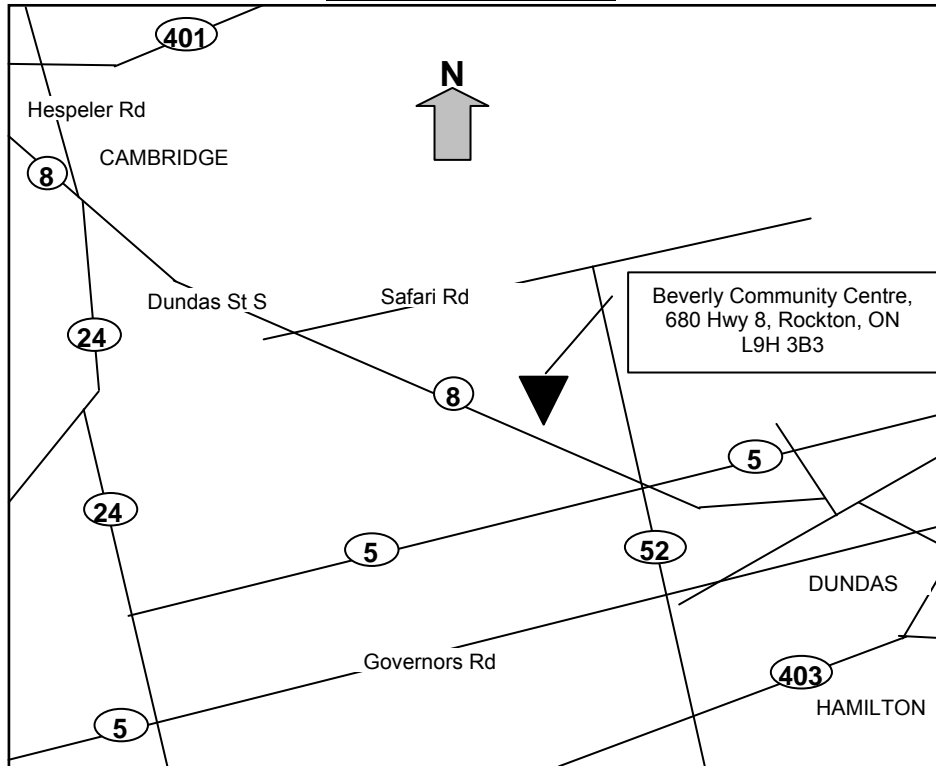 401
N
Hespeler Rd
CAMBRIDGE
8
Dundas St S
Safari Rd
Beverly Community Centre,
680 Hwy 8, Rockton, ON
L9H 3B3
24
8
5
24
5
52
DUNDAS
Governors Rd
403
HAMILTON
5